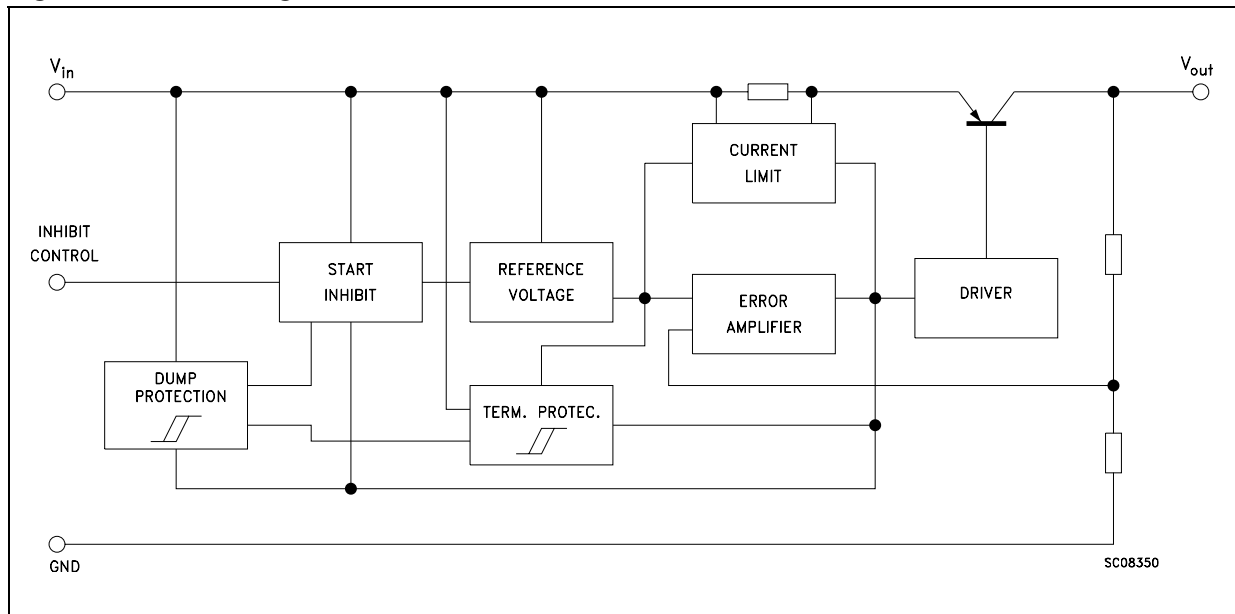 Vin
Vout
CURRENT
LIMIT
INHIBIT
CONTROL
START
INHIBIT
REFERENCE
VOLTAGE
ERROR
AMPLIFIER
DRIVER
DUMP
PROTECTION
TERM. PROTEC.
GND
SC08350